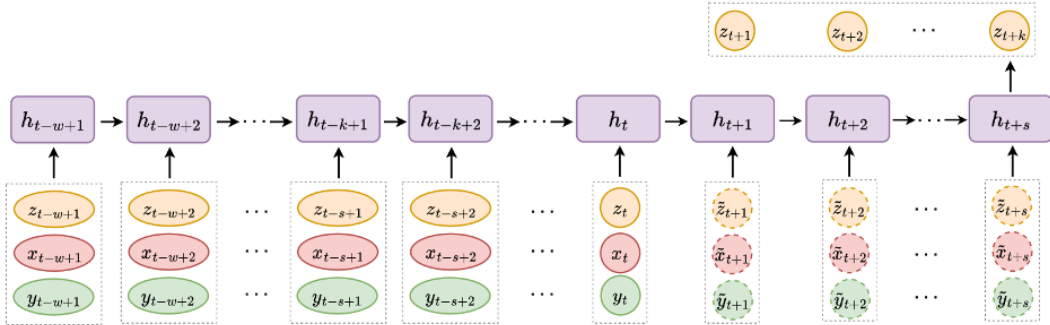 z_{t+1} z_{t+2} ⋯ z_{t+k}
h_{t−w+1} h_{t−w+2} ⋯ h_{t−k+1} h_{t−k+2} ⋯ h_t h_{t+1} h_{t+2} ⋯ h_{t+s}
z_{t−w+1} z_{t−w+2} ⋯ z_{t−s+1} z_{t−s+2} ⋯ z_t z̃_{t+1} z̃_{t+2} ⋯ z̃_{t+s}
x_{t−w+1} x_{t−w+2} ⋯ x_{t−s+1} x_{t−s+2} ⋯ x_t x̃_{t+1} x̃_{t+2} ⋯ x̃_{t+s}
y_{t−w+1} y_{t−w+2} ⋯ y_{t−s+1} y_{t−s+2} ⋯ y_t ỹ_{t+1} ỹ_{t+2} ⋯ ỹ_{t+s}